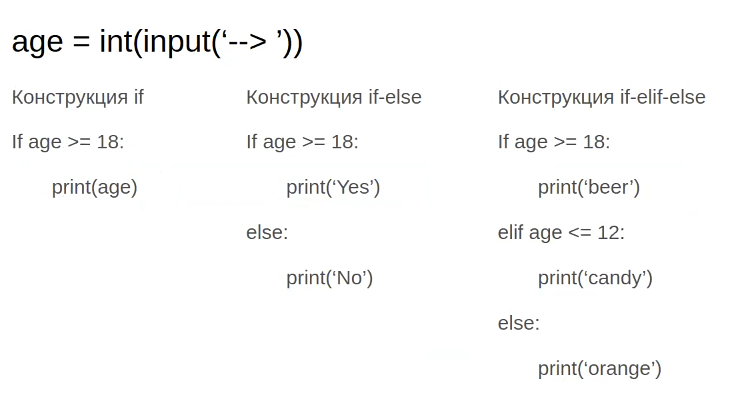 age = int(input(‘--> ’))
Конструкция if
If age >= 18:
print(age)
Конструкция if-else
If age >= 18:
print(‘Yes’)
else:
print(‘No’)
Конструкция if-elif-else
If age >= 18:
print(‘beer’)
elif age <= 12:
print(‘candy’)
else:
print(‘orange’)